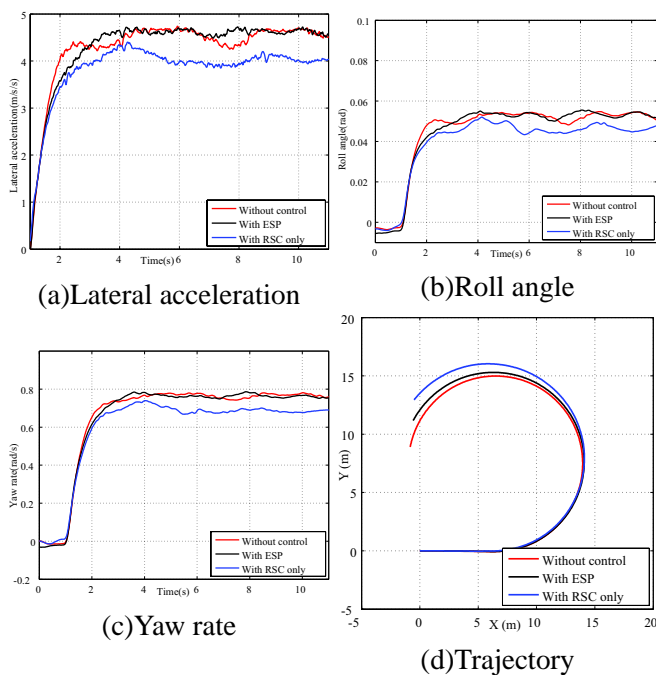 5
4
3
2
1
0
Lateral acceleration(m/s/s)
Without control
With ESP
With RSC only
2 4 6 8 10
Time(s)
(a)Lateral acceleration
0.1
0.08
0.06
0.04
0.02
0
Roll angle(rad)
Without control
With ESP
With RSC only
0 2 4 6 8 10
Time(s)
(b)Roll angle
0.8
0.6
0.4
0.2
0
-0.2
Yaw rate(rad/s)
Without control
With ESP
With RSC only
0 2 4 6 8 10
Time(s)
(c)Yaw rate
20
15
10
5
0
-5
Y (m)
Without control
With ESP
With RSC only
-5 0 5 10 15 20
X (m)
(d)Trajectory